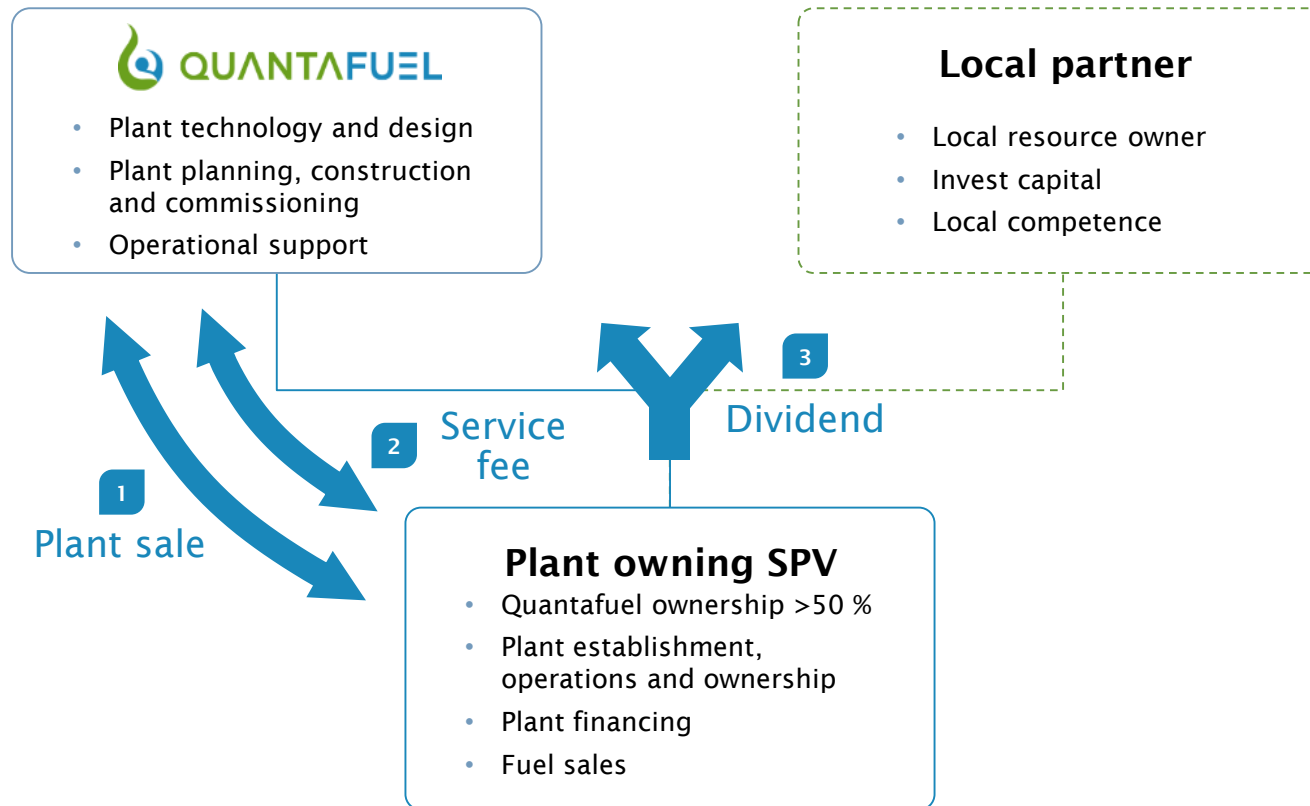 QUANTAFUEL
• Plant technology and design
• Plant planning, construction
and commissioning
• Operational support
Local partner
• Local resource owner
• Invest capital
• Local competence
3
Dividend
2
Service
fee
1
Plant sale
Plant owning SPV
• Quantafuel ownership >50 %
• Plant establishment,
operations and ownership
• Plant financing
• Fuel sales